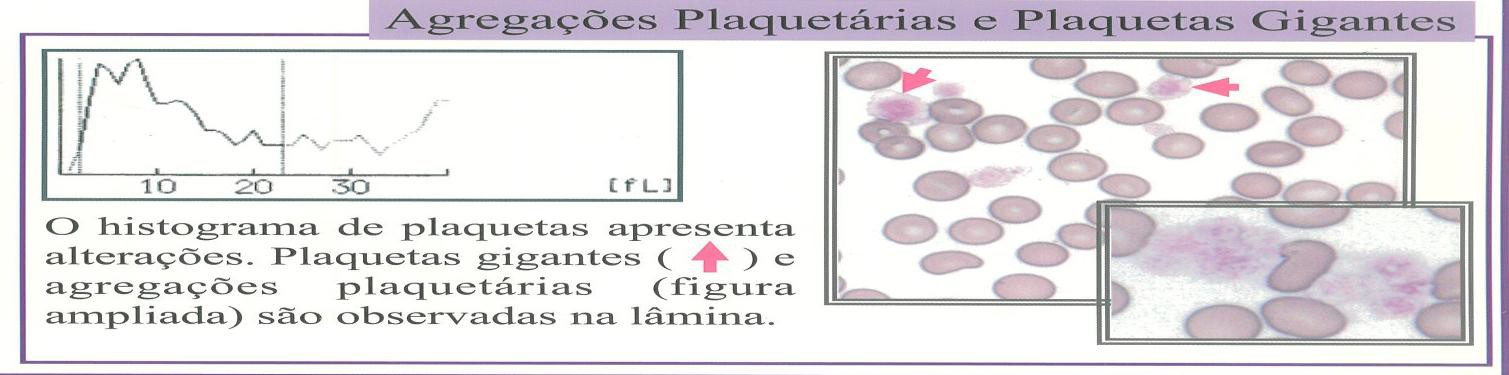 Agregações Plaquetárias e Plaquetas Gigantes
10 20 30 [fL]
O histograma de plaquetas apresenta
alterações. Plaquetas gigantes ( ) e
agregações plaquetárias (figura
ampliada) são observadas na lâmina.